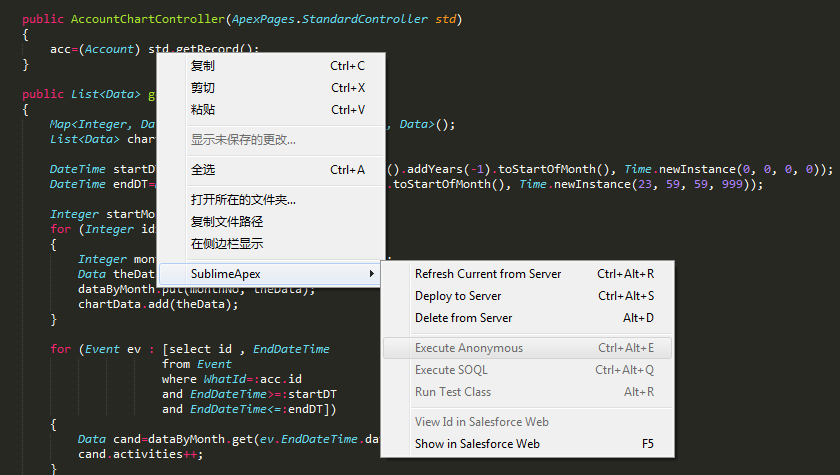 public AccountChartController(ApexPages.StandardController std)
{
acc=(Account) std.getRecord();
}
public List<Data> g
{
Map<Integer, Da , Data>();
List<Data> char
DateTime startDT ().addYears(-1).toStartOfMonth(), Time.newInstance(0, 0, 0, 0));
DateTime endDT= .toStartOfMonth(), Time.newInstance(23, 59, 59, 999));
Integer startMo
for (Integer id
{
Integer mon ;
Data theDat
dataByMonth.put(monthNo, theData);
chartData.add(theData);
}
for (Event ev : [select id , EndDateTime
from Event
where WhatId=:acc.id
and EndDateTime>=:startDT
and EndDateTime<=:endDT])
{
Data cand=dataByMonth.get(ev.EndDateTime.da
cand.activities++;
}
复制 Ctrl+C
剪切 Ctrl+X
粘贴 Ctrl+V
显示未保存的更改...
全选 Ctrl+A
打开所在的文件夹...
复制文件路径
在侧边栏显示
SublimeApex
Refresh Current from Server Ctrl+Alt+R
Deploy to Server Ctrl+Alt+S
Delete from Server Alt+D
Execute Anonymous Ctrl+Alt+E
Execute SOQL Ctrl+Alt+Q
Run Test Class Alt+R
View Id in Salesforce Web
Show in Salesforce Web F5